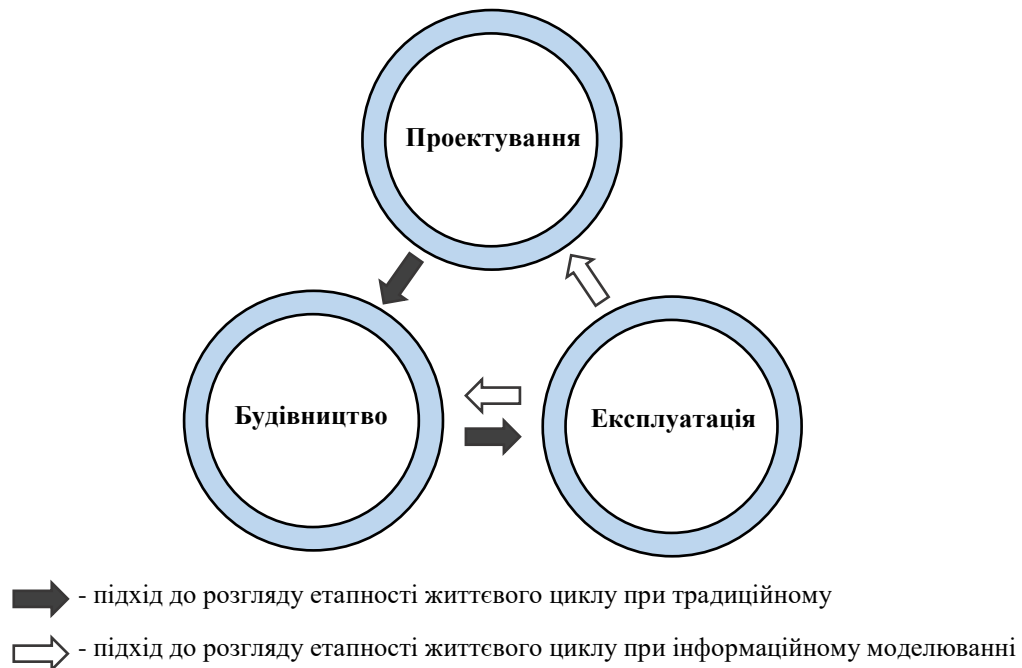 Проектування
Будівництво
Експлуатація
- підхід до розгляду етапності життєвого циклу при традиційному
- підхід до розгляду етапності життєвого циклу при інформаційному моделюванні